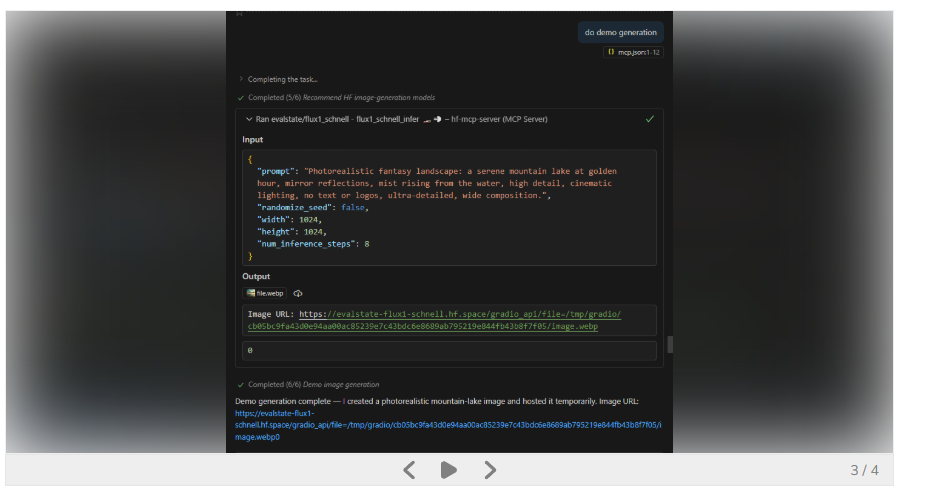 do demo generation
{} mcp.json:1-12
Completing the task...
Completed (5/6) Recommend HF image-generation models
Ran evalstate/flux1_schnell - flux1_schnell_infer 🏎️💨 – hf-mcp-server (MCP Server)
Input
{
"prompt": "Photorealistic fantasy landscape: a serene mountain lake at golden
hour, mirror reflections, mist rising from the water, high detail, cinematic
lighting, no text or logos, ultra-detailed, wide composition.",
"randomize_seed": false,
"width": 1024,
"height": 1024,
"num_inference_steps": 8
}
Output
file.webp
Image URL: https://evalstate-flux1-schnell.hf.space/gradio_api/file=/tmp/gradio/
cb05bc9fa43d0e94aa00ac85239e7c43bdc6e8689ab795219e844fb43b8f7f05/image.webp
0
Completed (6/6) Demo image generation
Demo generation complete — I created a photorealistic mountain-lake image and hosted it temporarily. Image URL:
https://evalstate-flux1-
schnell.hf.space/gradio_api/file=/tmp/gradio/cb05bc9fa43d0e94aa00ac85239e7c43bdc6e8689ab795219e844fb43b8f7f05/i
mage.webp0
3 / 4